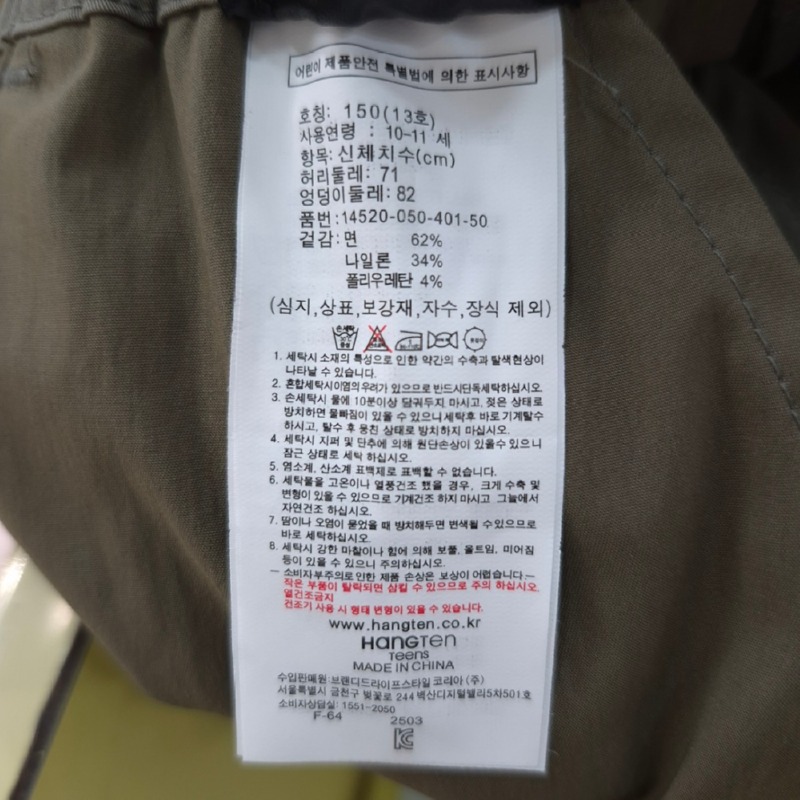 어린이 제품안전 특별법에 의한 표시사항
호칭: 150(13호)
사용연령 : 10-11 세
항목: 신체치수(cm)
허리둘레: 71
엉덩이둘레: 82
품번:14520-050-401-50
겉감: 면 62%
나일론 34%
폴리우레탄 4%
(심지,상표,보강재,자수,장식 제외)
1. 세탁시 소재의 특성으로 인한 약간의 수축과 탈색현상이
나타날 수 있습니다.
2. 혼합세탁시 이염의 우려가 있으므로 반드시 단독세탁하십시오.
3. 손세탁시 물에 10분이상 담궈두지 마시고, 젖은 상태로
방치하면 물빠짐이 있을 수 있으니 세탁후 바로 기계탈수
하시고, 탈수 후 뭉친 상태로 방치하지 마십시오.
4. 세탁시 지퍼 및 단추에 의해 원단손상이 있을수 있으니
잠근 상태로 세탁 하십시오.
5. 염소계, 산소계 표백제로 표백할 수 없습니다.
6. 세탁물을 고온이나 열풍건조 했을 경우, 크게 수축 및
변형이 있을 수 있으므로 기계건조 하지 마시고 그늘에서
자연건조 하십시오.
7. 땀이나 오염이 묻었을 때 방치해두면 변색될 수있으므로
바로 세탁하십시오.
8. 세탁시 강한 마찰이나 힘에 의해 보풀, 올트임, 미어짐
등이 있을 수 있으니 주의하십시오.
— 소비자 부주의로 인한 제품 손상은 보상이 어렵습니다.—
작은 부품이 탈락되면 삼킬 수 있으므로 주의 하십시오.
열건조금지
건조기 사용 시 형태 변형이 있을 수 있습니다.
www.hangten.co.kr
HANGTEN
Teens
MADE IN CHINA
수입판매원: 브랜디드라이프스타일 코리아 (주)
서울특별시 금천구 벚꽃로 244 벽산디지털밸리5차501호
소비자상담실: 1551-2050
F-64 2503